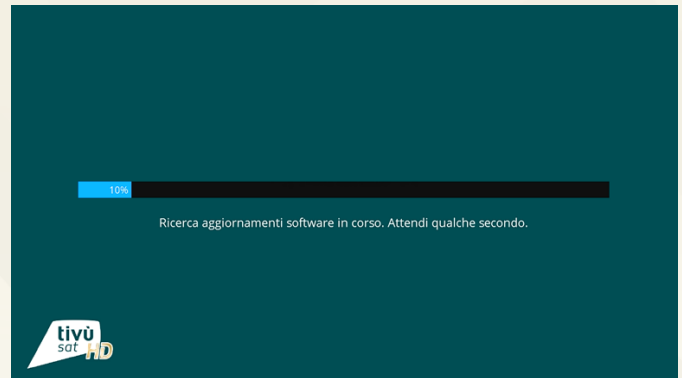 10%
Ricerca aggiornamenti software in corso. Attendi qualche secondo.
tivù
sat HD